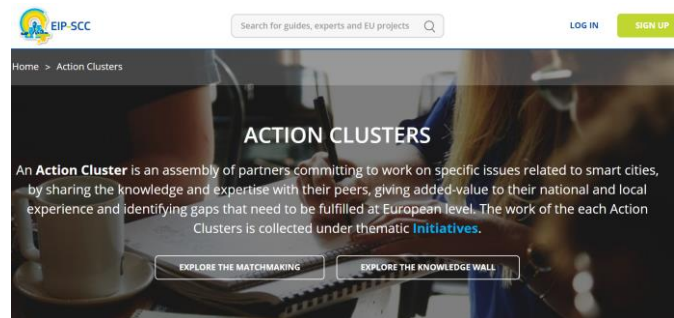 EIP-SCC
Search for guides, experts and EU projects
LOG IN
SIGN UP
Home > Action Clusters
ACTION CLUSTERS
An Action Cluster is an assembly of partners committing to work on specific issues related to smart cities,
by sharing the knowledge and expertise with their peers, giving added-value to their national and local
experience and identifying gaps that need to be fulfilled at European level. The work of the each Action
Clusters is collected under thematic Initiatives.
EXPLORE THE MATCHMAKING
EXPLORE THE KNOWLEDGE WALL